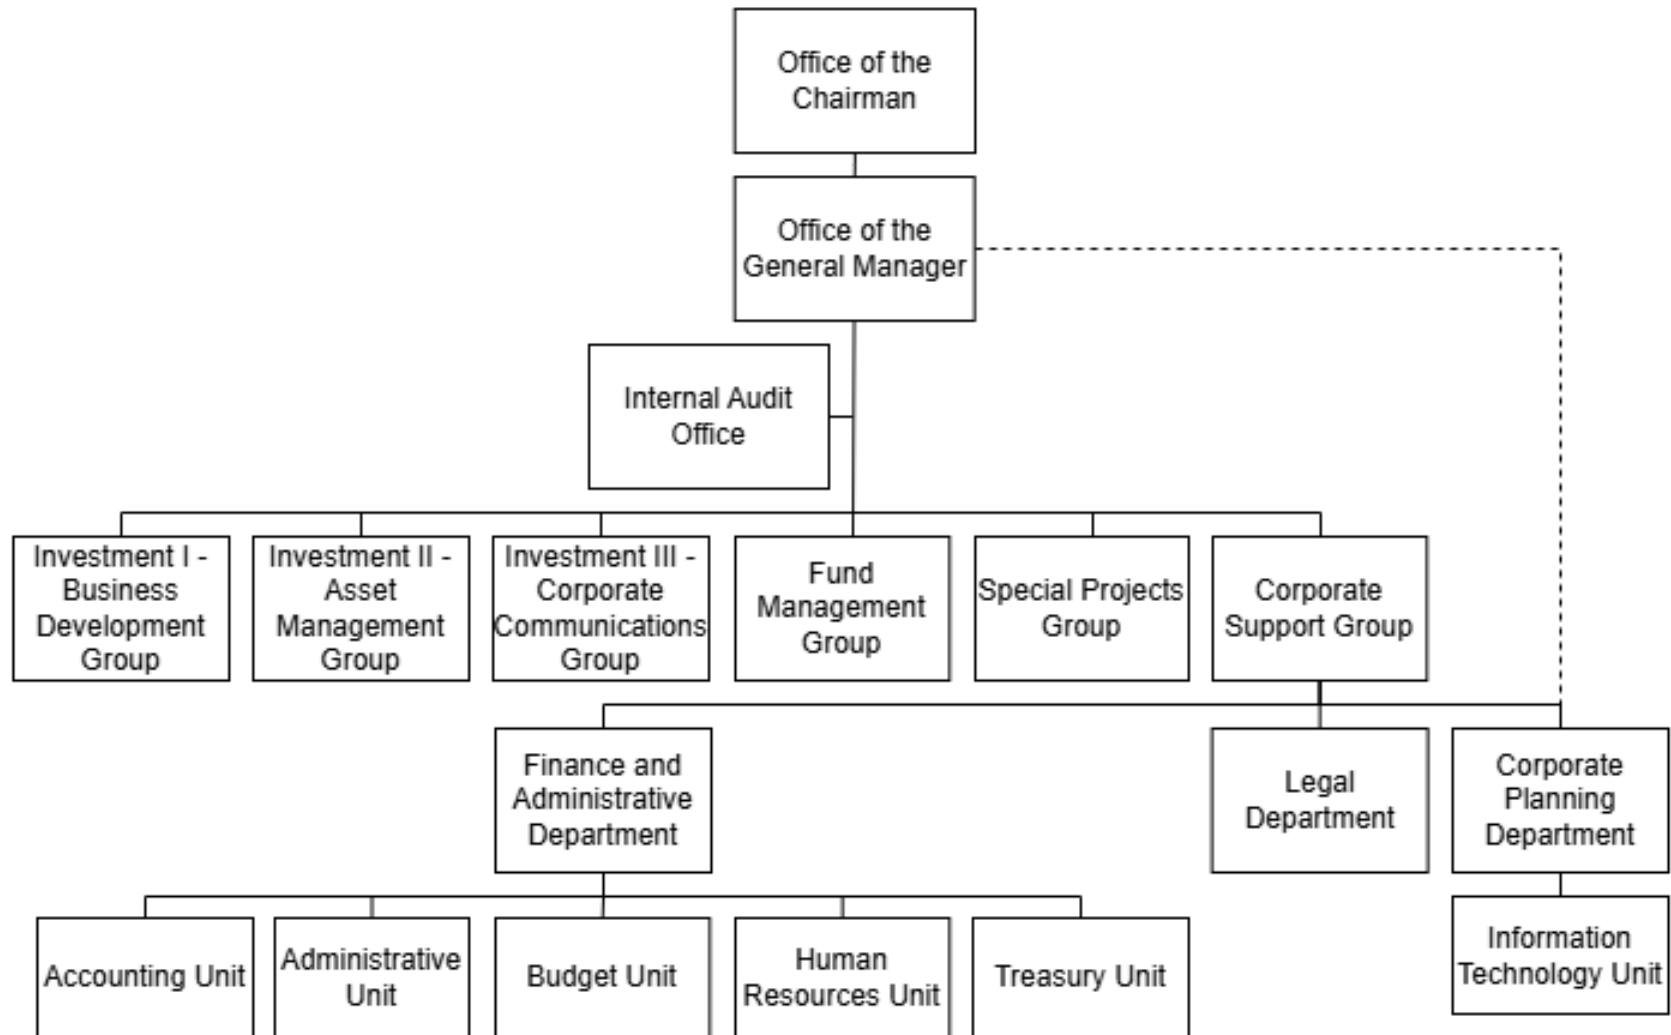 Office of the
Chairman
Office of the
General Manager
Internal Audit
Office
Investment I -
Business
Development
Group
Investment II -
Asset
Management
Group
Investment III -
Corporate
Communications
Group
Fund
Management
Group
Special Projects
Group
Corporate
Support Group
Finance and
Administrative
Department
Legal
Department
Corporate
Planning
Department
Accounting Unit
Administrative
Unit
Budget Unit
Human
Resources Unit
Treasury Unit
Information
Technology Unit